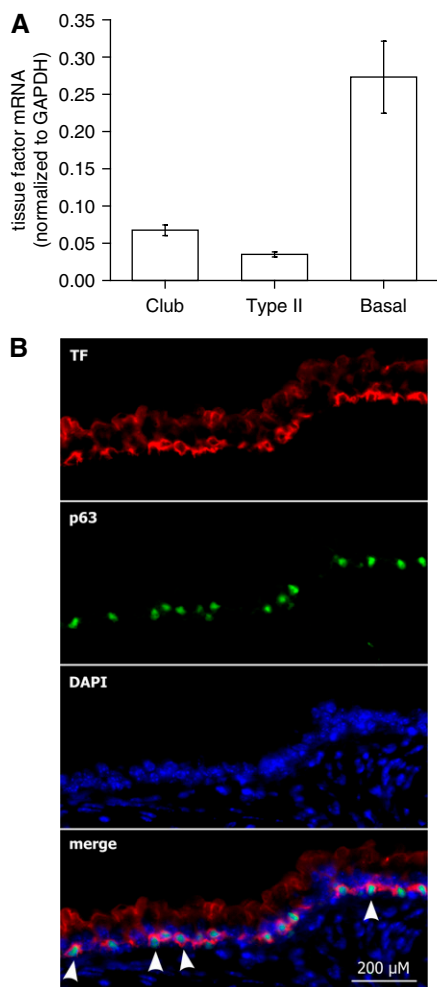 A
tissue factor mRNA
(normalized to GAPDH)
0.35
0.30
0.25
0.20
0.15
0.10
0.05
0.00
Club Type II Basal
B
TF
p63
DAPI
merge
200 µM